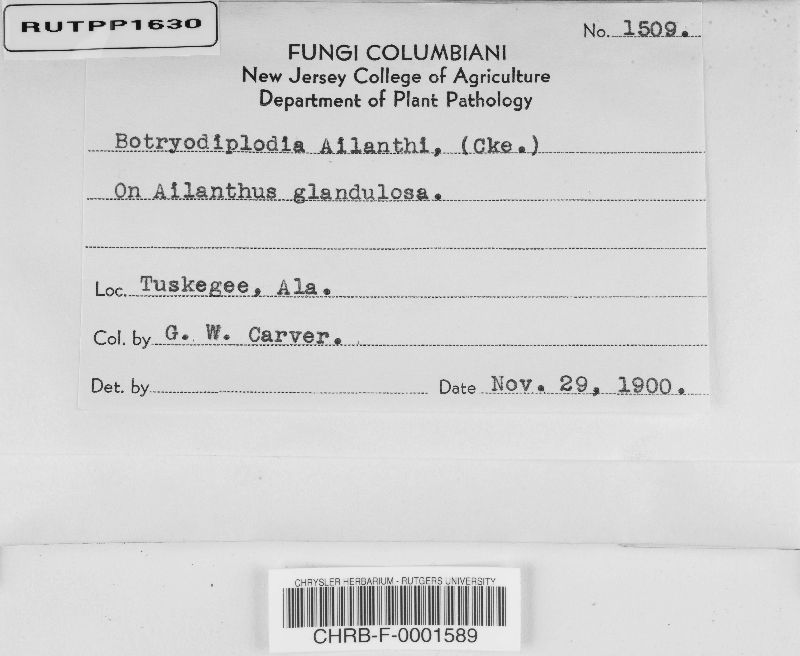 RUTPP1630
No. 1509.
FUNGI COLUMBIANI
New Jersey College of Agriculture
Department of Plant Pathology
Botryodiplodia Ailanthi, (Cke.)
On Ailanthus glandulosa.
Loc. Tuskegee, Ala.
Col. by G. W. Carver.
Det. by
Date Nov. 29, 1900.
CHRYSLER HERBARIUM - RUTGERS UNIVERSITY
CHRB-F-0001589